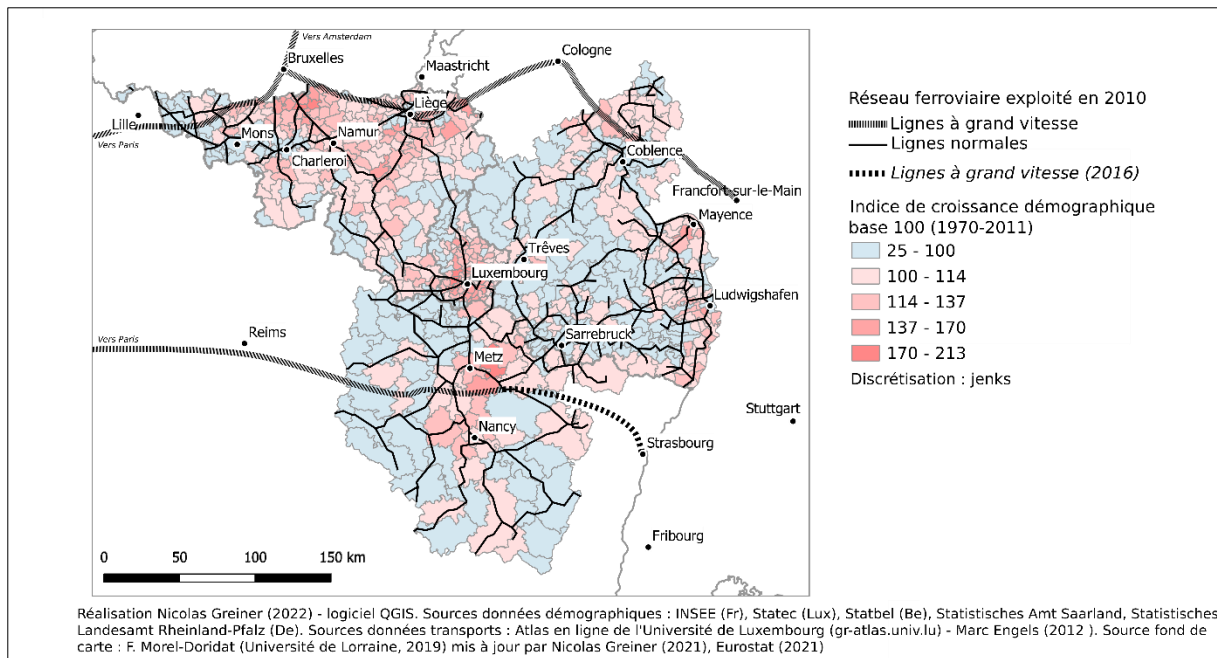 Vers Amsterdam
Bruxelles
Maastricht
Cologne
Liège
Lille
Vers Paris
Mons
Namur
Charleroi
Coblence
Francfort-sur-le-Main
Mayence
Trêves
Luxembourg
Ludwigshafen
Reims
Vers Paris
Sarrebruck
Metz
Nancy
Stuttgart
Strasbourg
Fribourg
0 50 100 150 km
Réseau ferroviaire exploité en 2010
Lignes à grand vitesse
Lignes normales
Lignes à grand vitesse (2016)
Indice de croissance démographique
base 100 (1970-2011)
25 - 100
100 - 114
114 - 137
137 - 170
170 - 213
Discrétisation : jenks
Réalisation Nicolas Greiner (2022) - logiciel QGIS. Sources données démographiques : INSEE (Fr), Statec (Lux), Statbel (Be), Statistisches Amt Saarland, Statistisches
Landesamt Rheinland-Pfalz (De). Sources données transports : Atlas en ligne de l'Université de Luxembourg (gr-atlas.univ.lu) - Marc Engels (2012 ). Source fond de
carte : F. Morel-Doridat (Université de Lorraine, 2019) mis à jour par Nicolas Greiner (2021), Eurostat (2021)